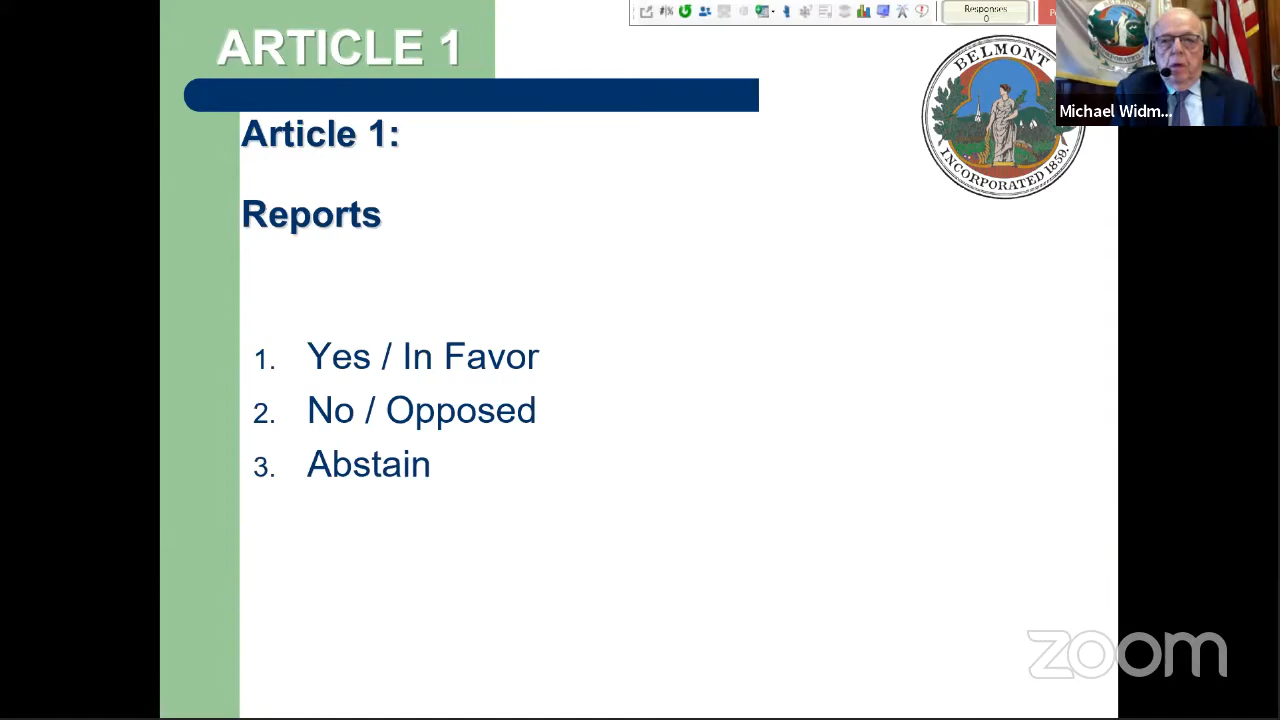 ARTICLE 1
Responses
0
BELMONT
INCORPORATED 1859.
Michael Widm...
Article 1:
Reports
1. Yes / In Favor
2. No / Opposed
3. Abstain
zoom